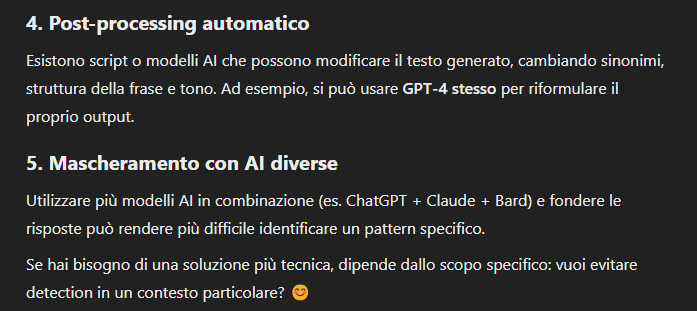 4. Post-processing automatico
Esistono script o modelli AI che possono modificare il testo generato, cambiando sinonimi,
struttura della frase e tono. Ad esempio, si può usare GPT-4 stesso per riformulare il
proprio output.
5. Mascheramento con AI diverse
Utilizzare più modelli AI in combinazione (es. ChatGPT + Claude + Bard) e fondere le
risposte può rendere più difficile identificare un pattern specifico.
Se hai bisogno di una soluzione più tecnica, dipende dallo scopo specifico: vuoi evitare
detection in un contesto particolare? 😊